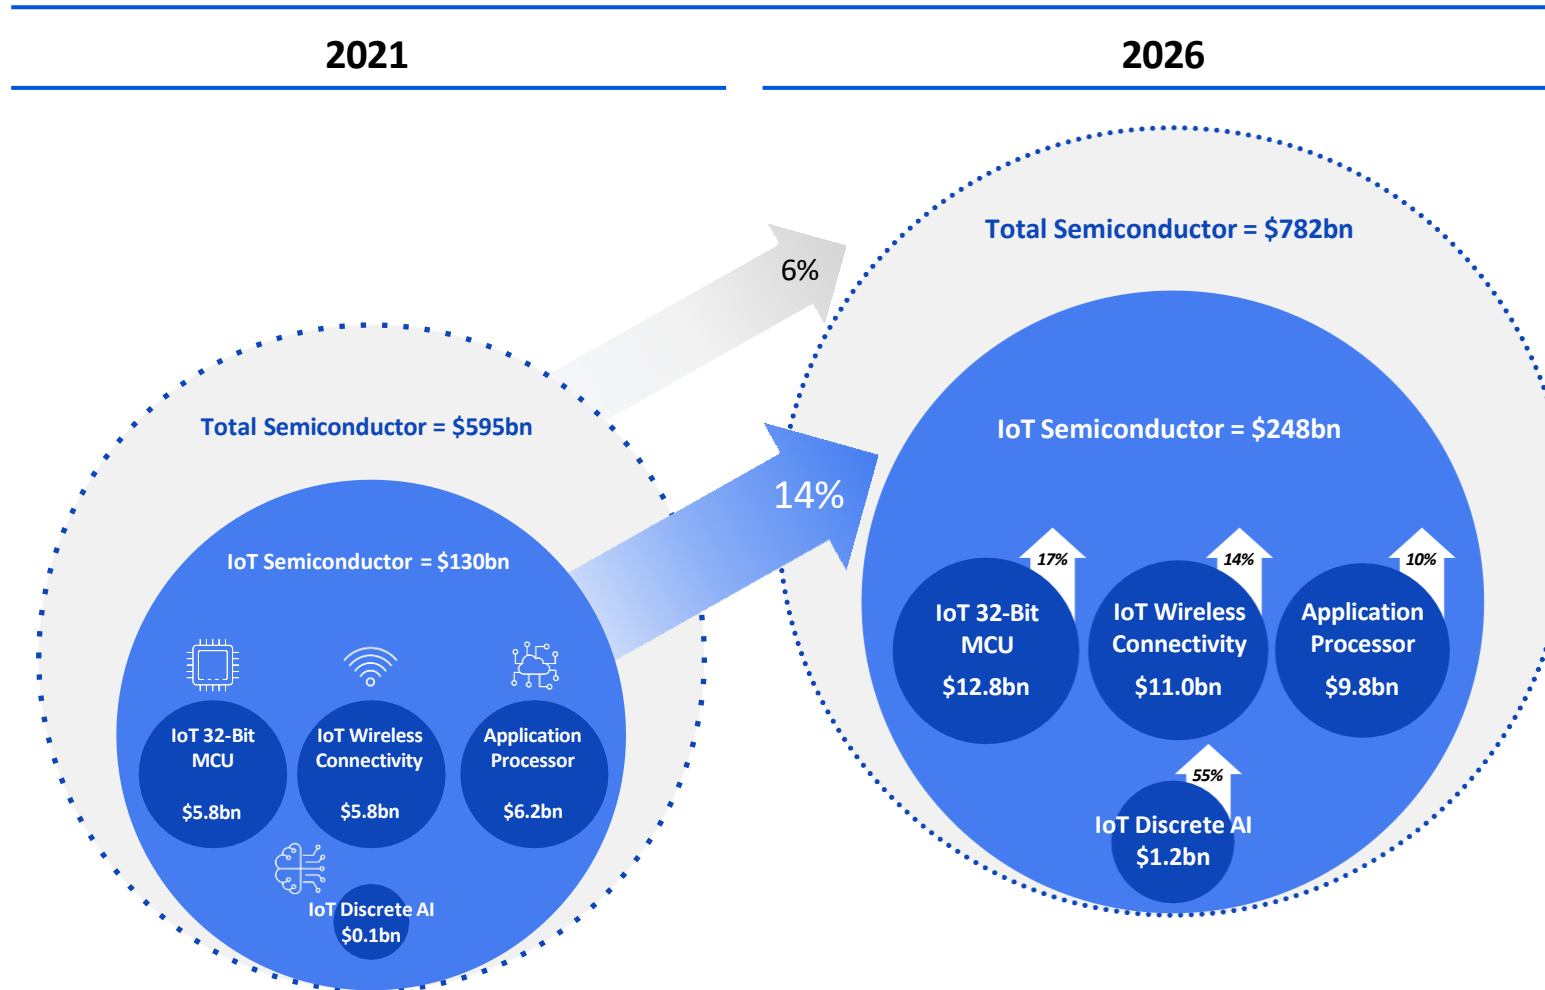 2021
2026
Total Semiconductor = $595bn
IoT Semiconductor = $130bn
IoT 32-Bit
MCU
$5.8bn
IoT Wireless
Connectivity
$5.8bn
Application
Processor
$6.2bn
IoT Discrete AI
$0.1bn
6%
14%
Total Semiconductor = $782bn
IoT Semiconductor = $248bn
17%
IoT 32-Bit
MCU
$12.8bn
14%
IoT Wireless
Connectivity
$11.0bn
10%
Application
Processor
$9.8bn
55%
IoT Discrete AI
$1.2bn